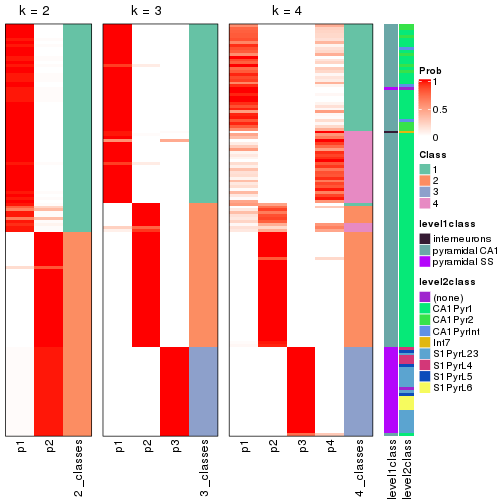 k = 2
k = 3
k = 4
p1
p2
2_classes
p1
p2
p3
3_classes
p1
p2
p3
p4
4_classes
level1class
level2class
Prob
1
0.5
0
Class
1
2
3
4
level1class
interneurons
pyramidal CA1
pyramidal SS
level2class
(none)
CA1Pyr1
CA1Pyr2
CA1PyrInt
Int7
S1PyrL23
S1PyrL4
S1PyrL5
S1PyrL6